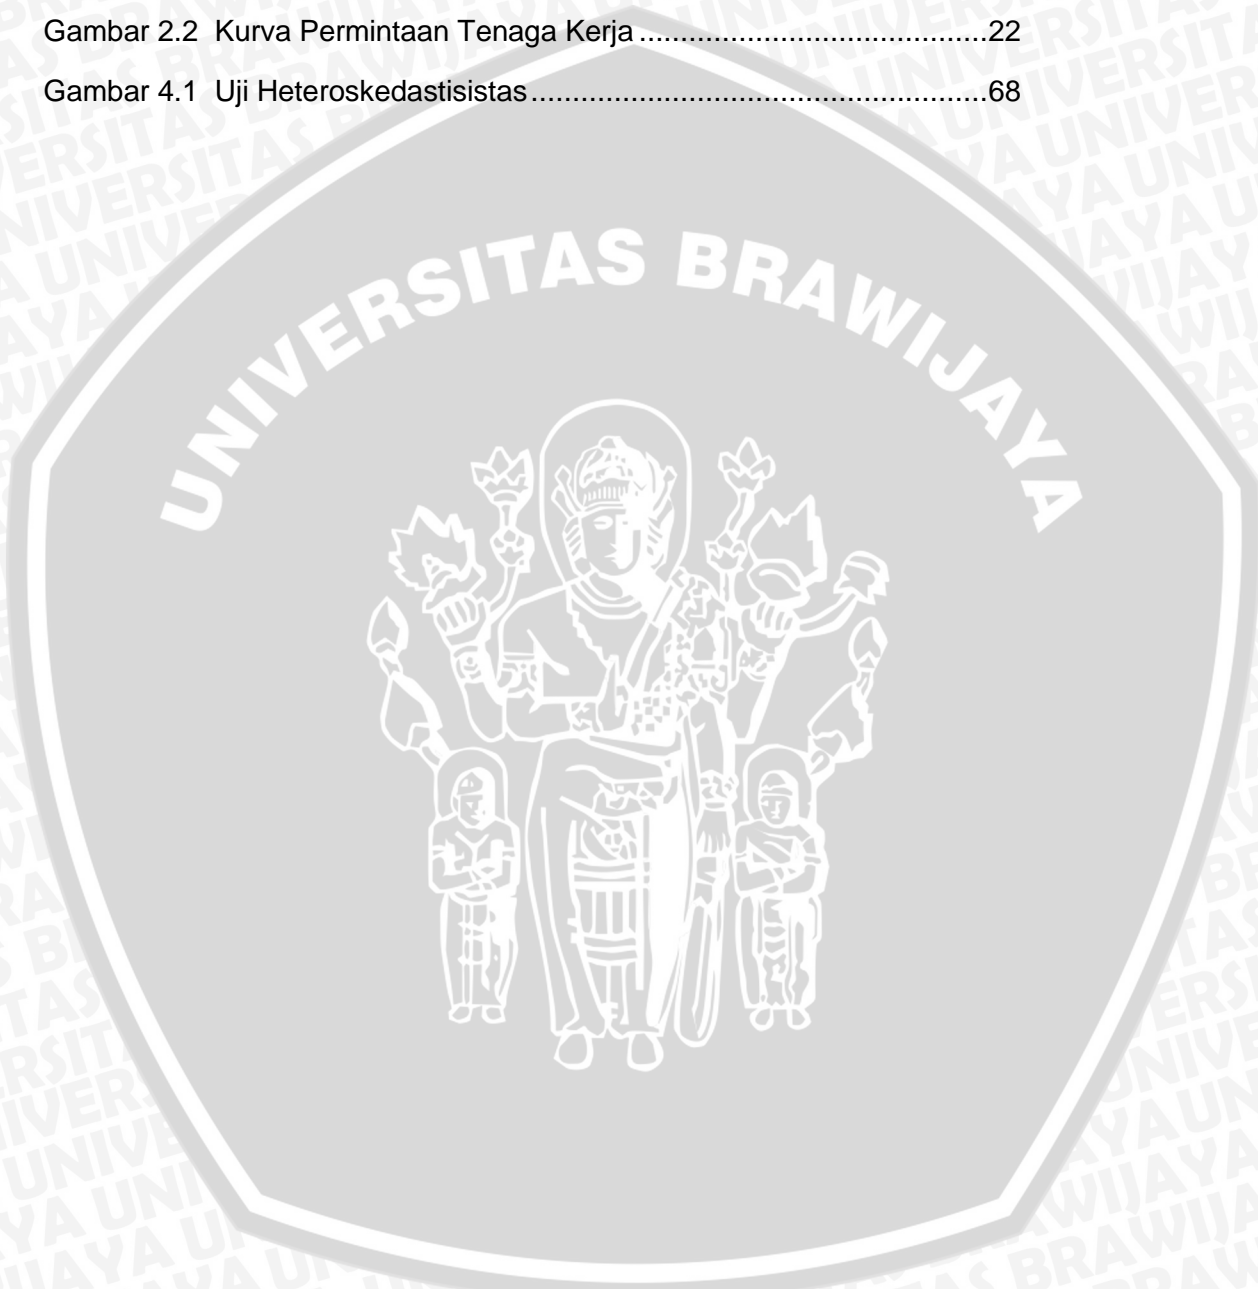 Gambar 2.2 Kurva Permintaan Tenaga Kerja ..........................................22
Gambar 4.1 Uji Heteroskedastisistas.......................................................68
UNIVERSITAS BRAWIJAYA